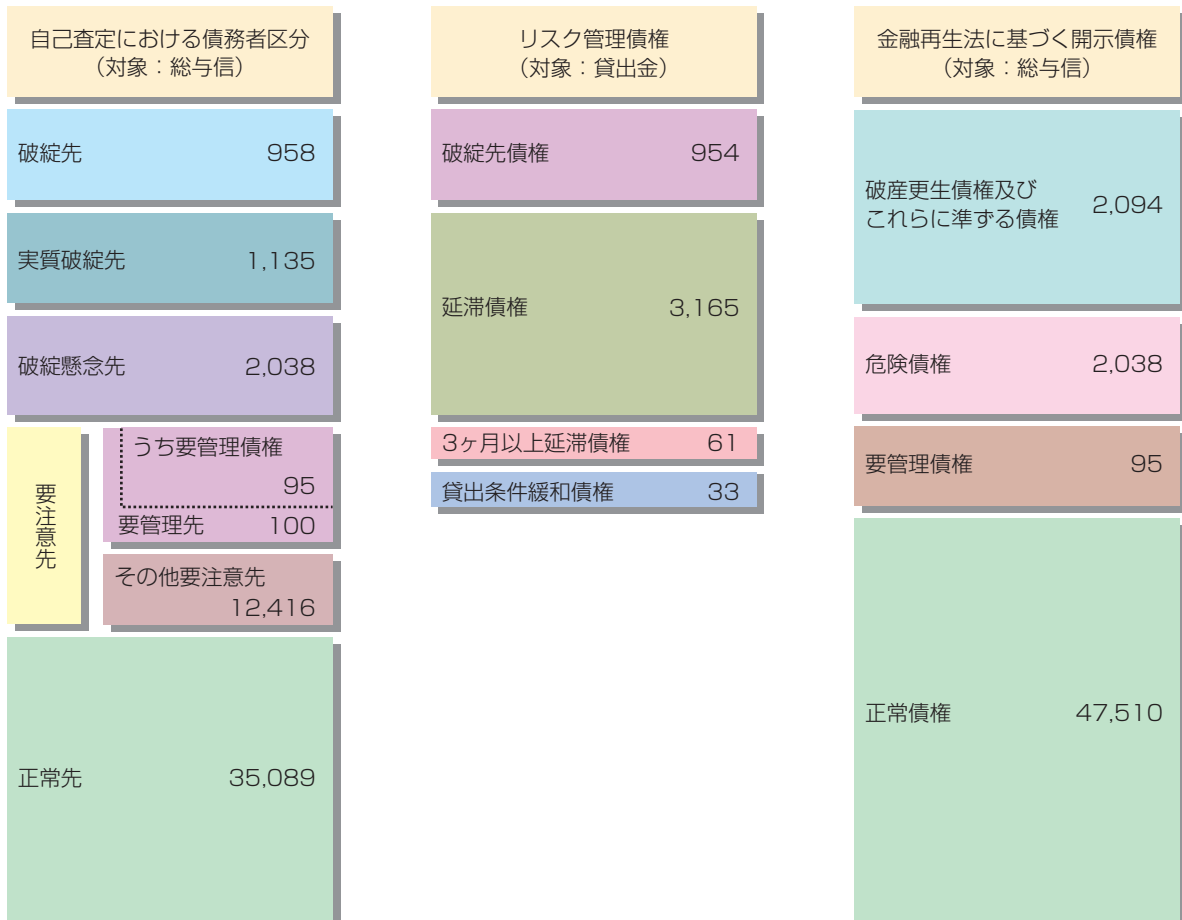 自己査定における債務者区分
（対象：総与信）
破綻先 958
実質破綻先 1,135
破綻懸念先 2,038
要注意先
うち要管理債権
95
要管理先 100
その他要注意先
12,416
正常先 35,089
リスク管理債権
（対象：貸出金）
破綻先債権 954
延滞債権 3,165
3ヶ月以上延滞債権 61
貸出条件緩和債権 33
金融再生法に基づく開示債権
（対象：総与信）
破産更生債権及び
これらに準ずる債権 2,094
危険債権 2,038
要管理債権 95
正常債権 47,510